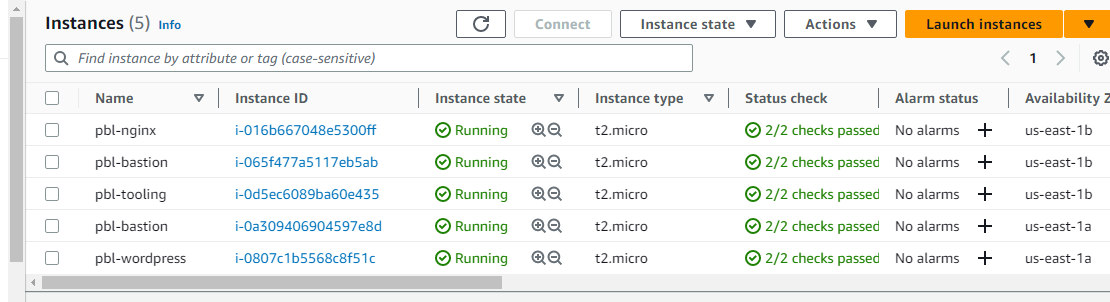 Instances (5) Info Connect Instance state Actions Launch instances
Find instance by attribute or tag (case-sensitive) 1
Name Instance ID Instance state Instance type Status check Alarm status Availability Z
pbl-nginx i-016b667048e5300ff Running t2.micro 2/2 checks passed No alarms us-east-1b
pbl-bastion i-065f477a5117eb5ab Running t2.micro 2/2 checks passed No alarms us-east-1b
pbl-tooling i-0d5ec6089ba60e435 Running t2.micro 2/2 checks passed No alarms us-east-1b
pbl-bastion i-0a309406904597e8d Running t2.micro 2/2 checks passed No alarms us-east-1a
pbl-wordpress i-0807c1b5568c8f51c Running t2.micro 2/2 checks passed No alarms us-east-1a